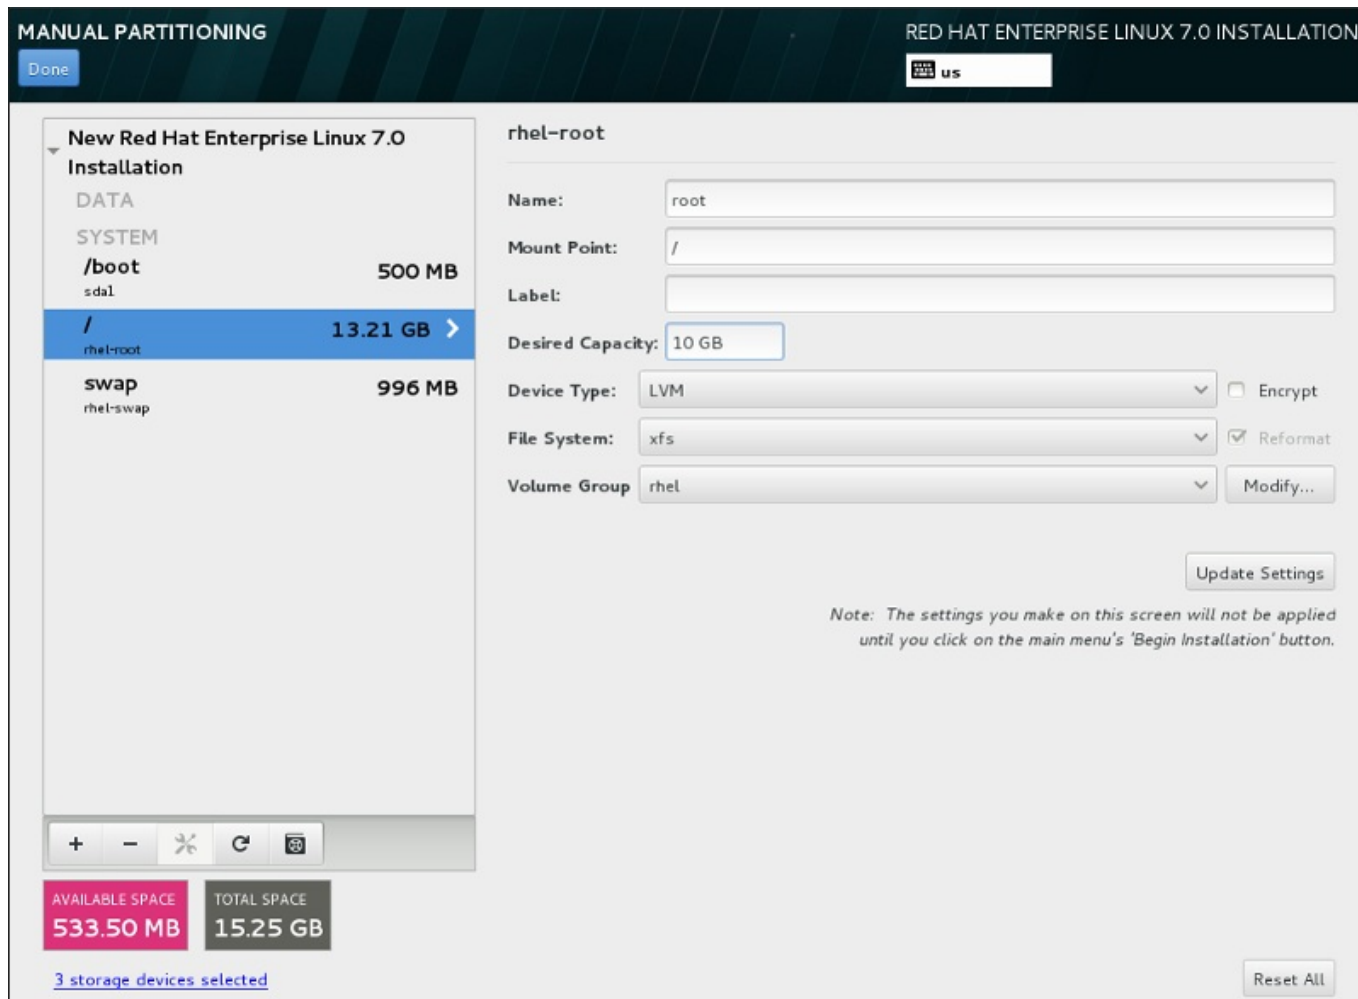 MANUAL PARTITIONING
RED HAT ENTERPRISE LINUX 7.0 INSTALLATION
Done
us
New Red Hat Enterprise Linux 7.0
Installation
DATA
SYSTEM
/boot 500 MB
sda1
/ 13.21 GB
rhel-root
swap 996 MB
rhel-swap
AVAILABLE SPACE
533.50 MB
TOTAL SPACE
15.25 GB
3 storage devices selected
rhel-root
Name: root
Mount Point: /
Label:
Desired Capacity: 10 GB
Device Type: LVM Encrypt
File System: xfs Reformat
Volume Group rhel Modify...
Update Settings
Note: The settings you make on this screen will not be applied
until you click on the main menu's 'Begin Installation' button.
Reset All